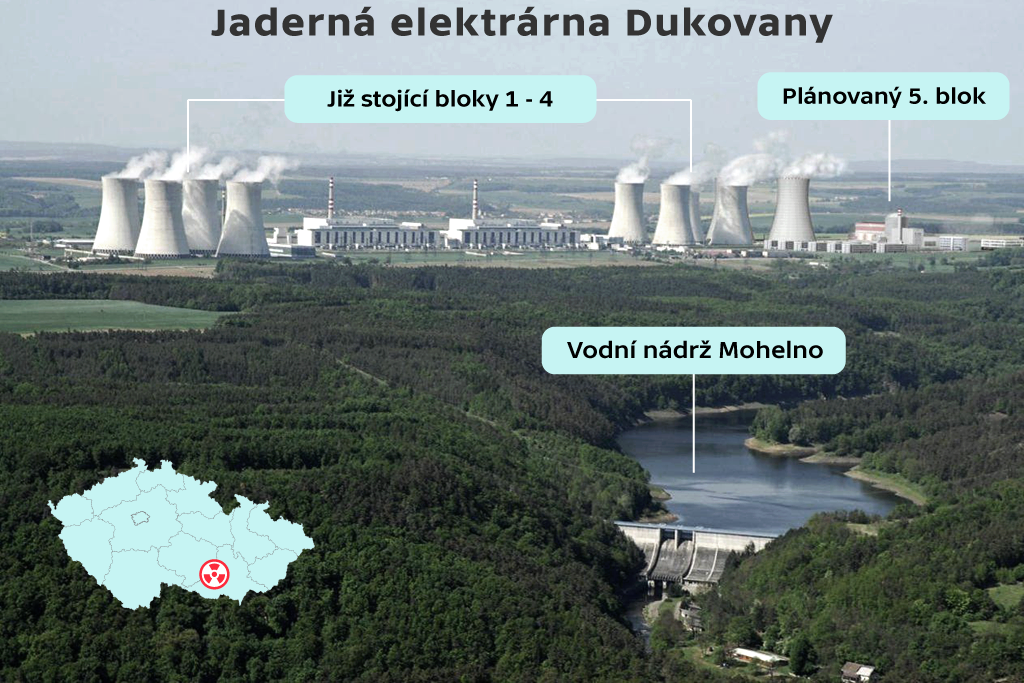 Jaderná elektrárna Dukovany
Již stojící bloky 1 - 4
Plánovaný 5. blok
Vodní nádrž Mohelno